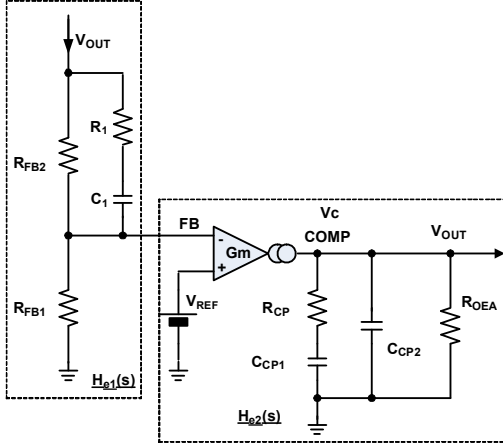 VOUT
R1
RFB2
C1
RFB1
He1(s)
FB
-
Gm
+
VREF
Vc
COMP
VOUT
RCP
CCP1
CCP2
ROEA
He2(s)